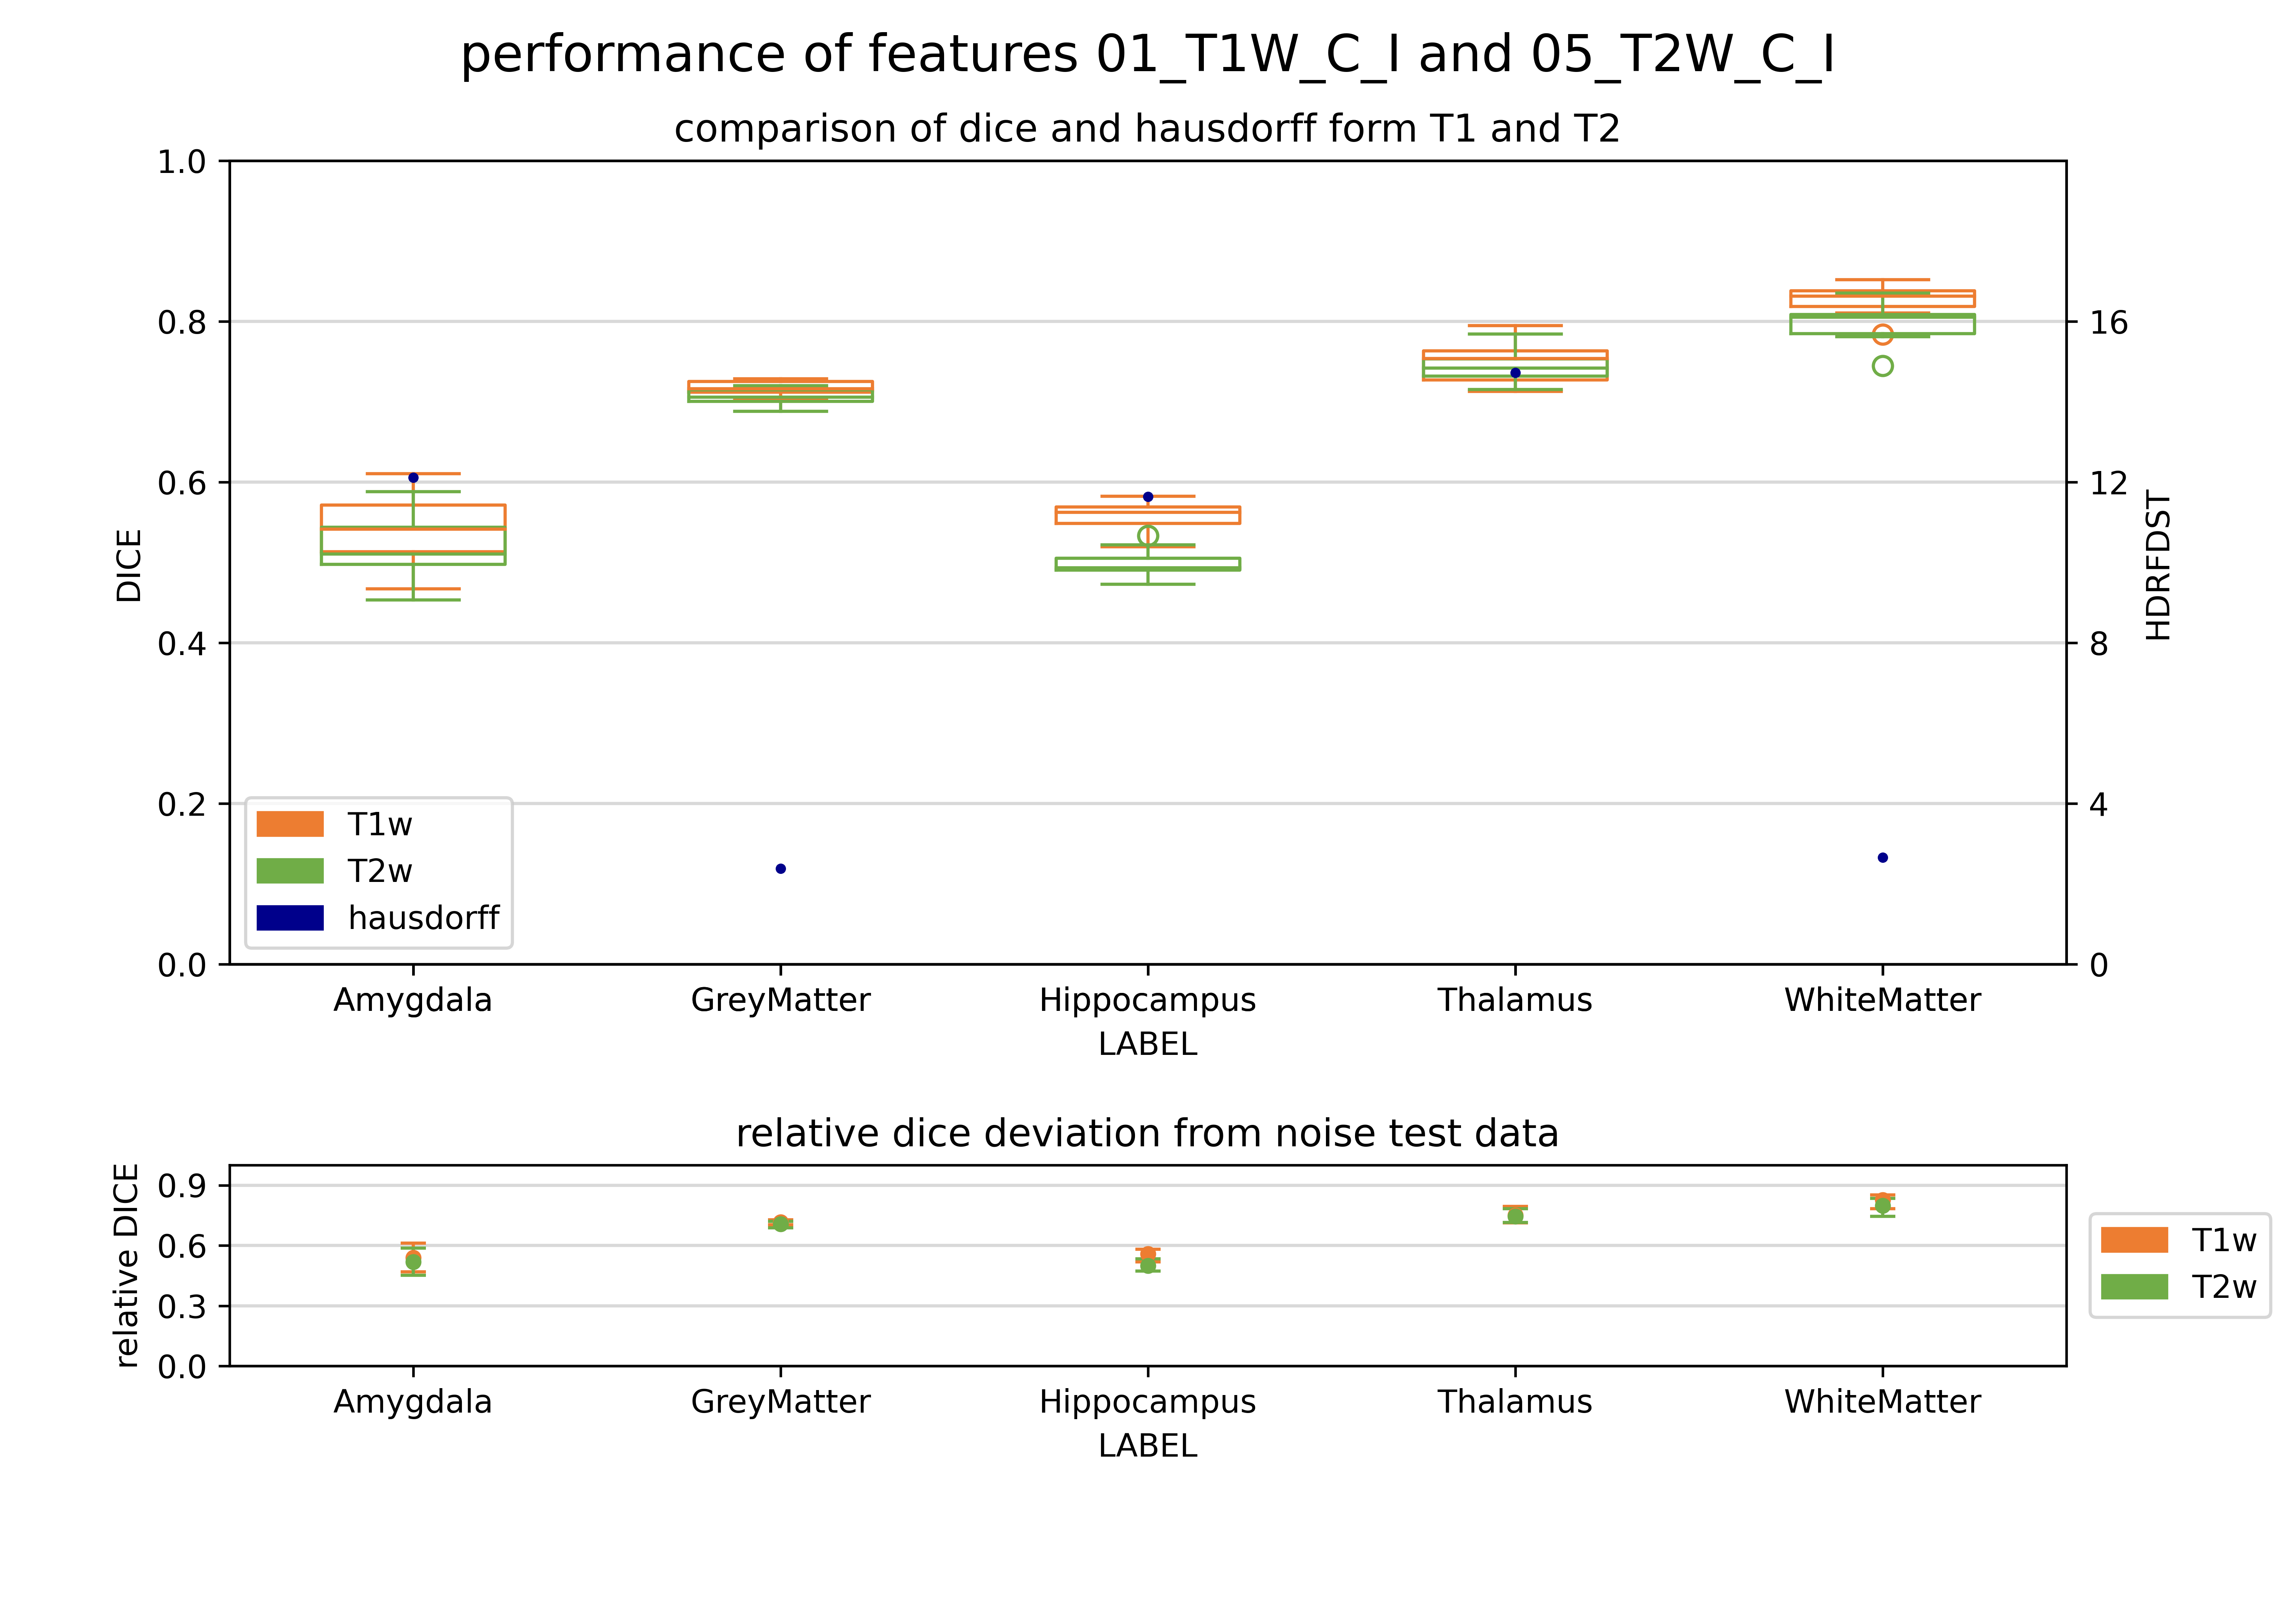 performance of features 01_T1W_C_I and 05_T2W_C_I
comparison of dice and hausdorff form T1 and T2
1.0
0.8
0.6
0.4
0.2
0.0
DICE
16
12
8
4
0
HDRFDST
T1w
T2w
hausdorff
Amygdala GreyMatter Hippocampus Thalamus WhiteMatter
LABEL
relative dice deviation from noise test data
0.9
0.6
0.3
0.0
relative DICE
T1w
T2w
Amygdala GreyMatter Hippocampus Thalamus WhiteMatter
LABEL